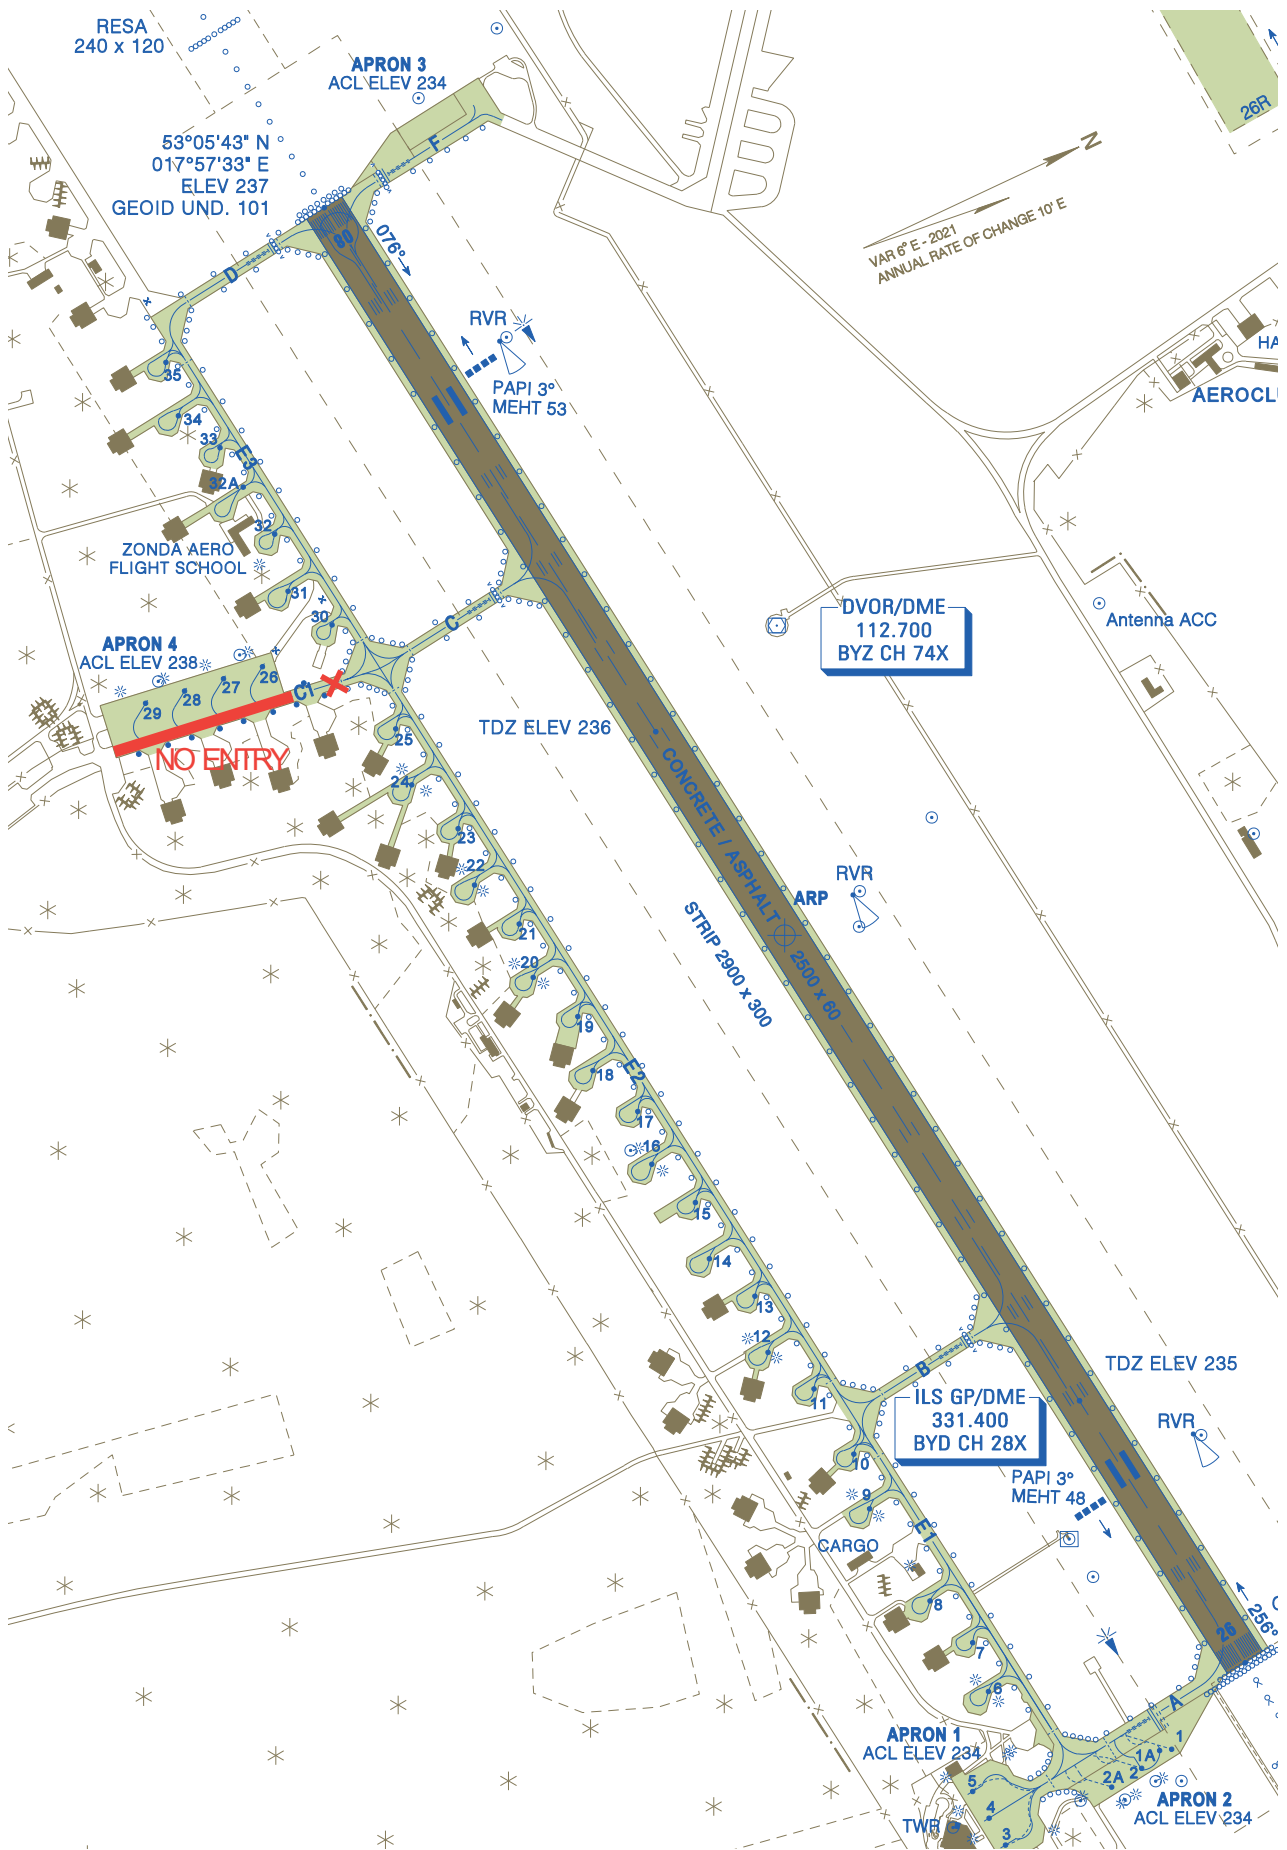 RESA
240 x 120
APRON 3
ACL ELEV 234
26R
53°05'43" N
017°57'33" E
ELEV 237
GEOID UND. 101
F
N
VAR 6° E - 2021
ANNUAL RATE OF CHANGE 10' E
D
08
076°
RVR
PAPI 3°
MEHT 53
HA
AEROCLU
35
34
33
E3
32A
32
ZONDA AERO
FLIGHT SCHOOL
31
30
C
DVOR/DME
112.700
BYZ CH 74X
Antenna ACC
APRON 4
ACL ELEV 238
26
27
28
29
C1
NO ENTRY
TDZ ELEV 236
25
24
23
22
21
20
19
18
E2
17
16
15
14
13
12
11
CONCRETE / ASPHALT 2500 x 60
ARP
RVR
STRIP 2900 x 300
B
TDZ ELEV 235
ILS GP/DME
331.400
BYD CH 28X
RVR
PAPI 3°
MEHT 48
10
9
E1
CARGO
8
7
6
26
256°
A
APRON 1
ACL ELEV 234
1
1A
2
2A
5
4
3
TWR
APRON 2
ACL ELEV 234